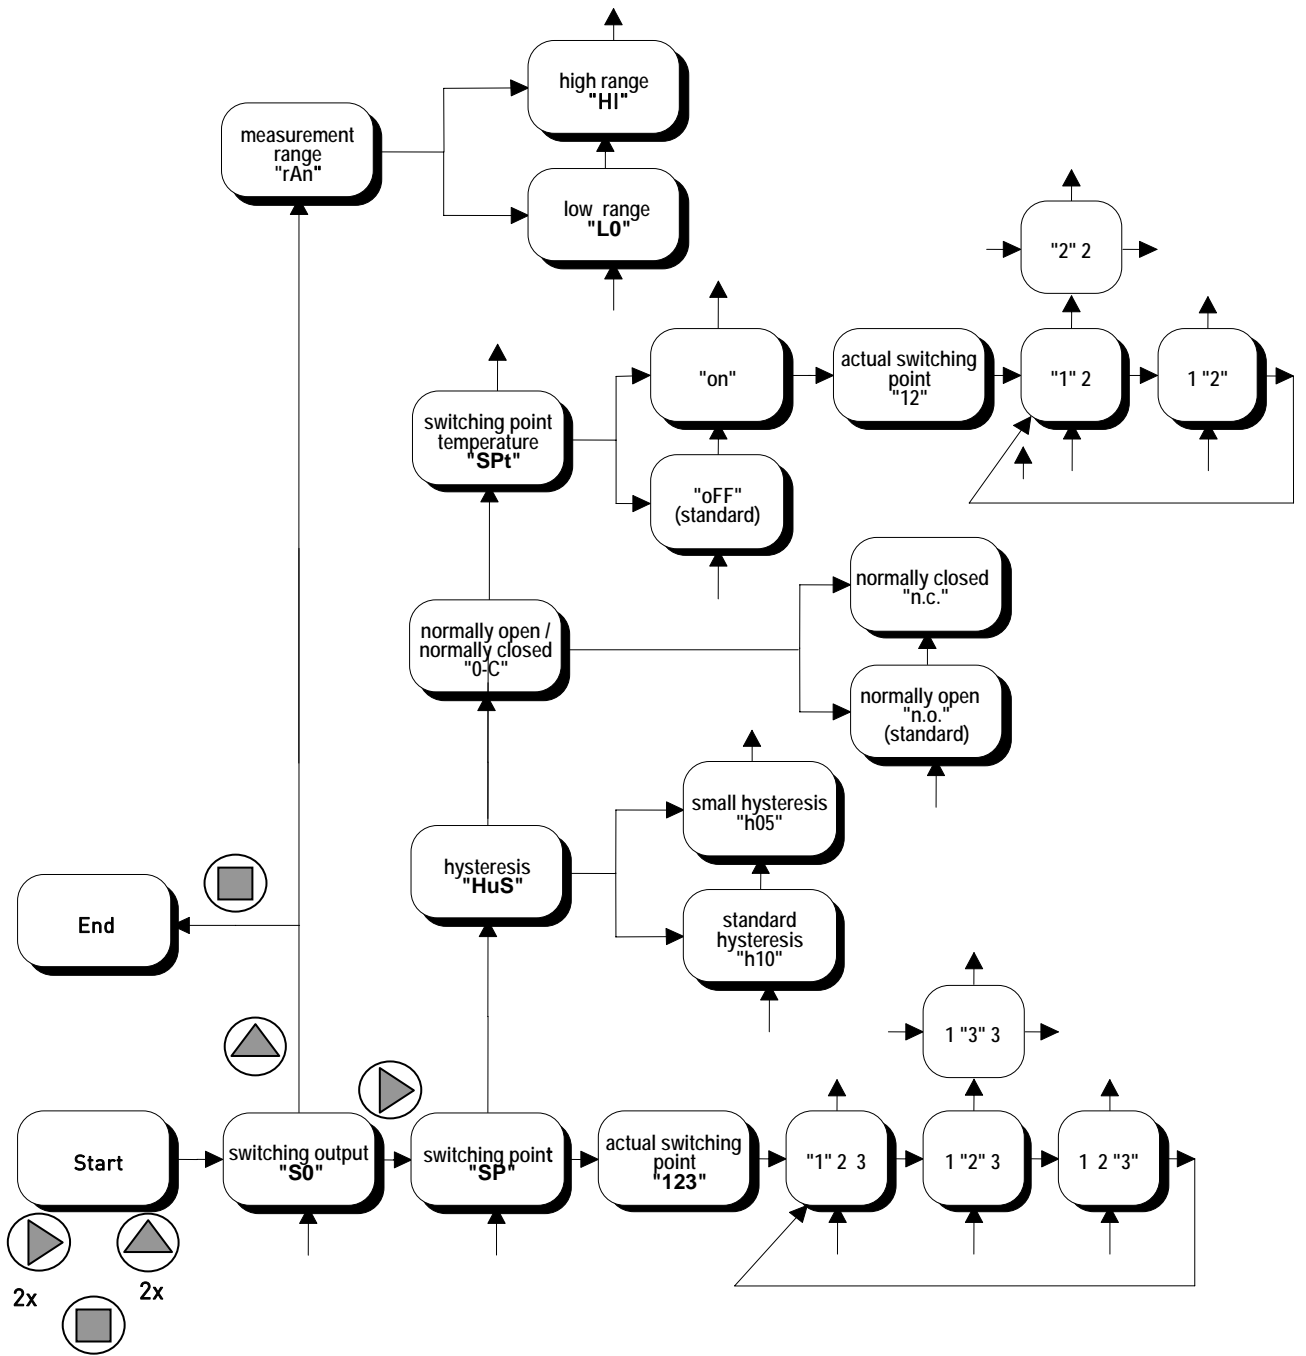 high range
"HI"
measurement
range
"rAn"
low range
"L0"
"2" 2
"on"
actual switching
point
"12"
"1" 2
1 "2"
switching point
temperature
"SPt"
"oFF"
(standard)
normally closed
"n.c."
normally open /
normally closed
"0-C"
normally open
"n.o."
(standard)
small hysteresis
"h05"
hysteresis
"HuS"
standard
hysteresis
"h10"
End
1 "3" 3
Start
switching output
"S0"
switching point
"SP"
actual switching
point
"123"
"1" 2 3
1 "2" 3
1 2 "3"
2x
2x